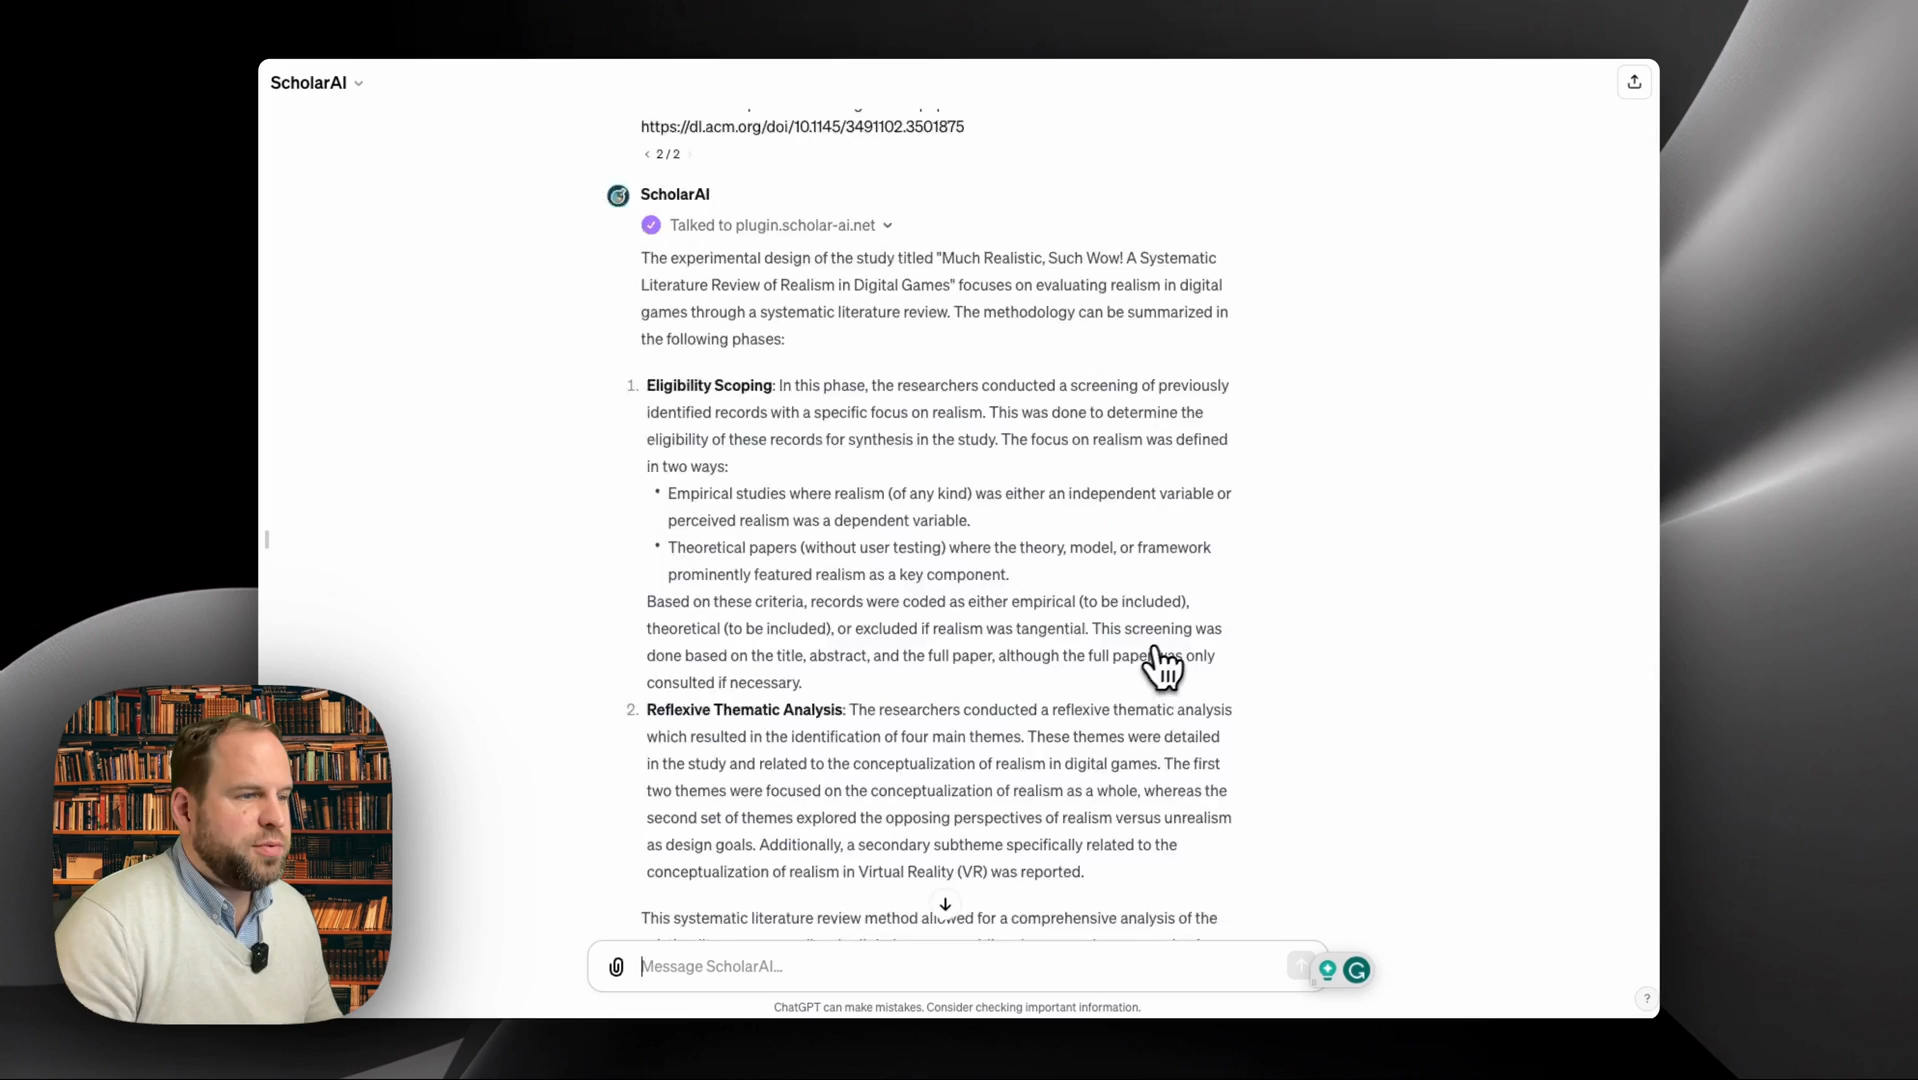 ScholarAI
https://dl.acm.org/doi/10.1145/3491102.3501875
2 / 2
ScholarAI
Talked to plugin.scholar-ai.net
The experimental design of the study titled "Much Realistic, Such Wow! A Systematic
Literature Review of Realism in Digital Games" focuses on evaluating realism in digital
games through a systematic literature review. The methodology can be summarized in
the following phases:
1. Eligibility Scoping: In this phase, the researchers conducted a screening of previously
identified records with a specific focus on realism. This was done to determine the
eligibility of these records for synthesis in the study. The focus on realism was defined
in two ways:
• Empirical studies where realism (of any kind) was either an independent variable or
perceived realism was a dependent variable.
• Theoretical papers (without user testing) where the theory, model, or framework
prominently featured realism as a key component.
Based on these criteria, records were coded as either empirical (to be included),
theoretical (to be included), or excluded if realism was tangential. This screening was
done based on the title, abstract, and the full paper, although the full paper was only
consulted if necessary.
2. Reflexive Thematic Analysis: The researchers conducted a reflexive thematic analysis
which resulted in the identification of four main themes. These themes were detailed
in the study and related to the conceptualization of realism in digital games. The first
two themes were focused on the conceptualization of realism as a whole, whereas the
second set of themes explored the opposing perspectives of realism versus unrealism
as design goals. Additionally, a secondary subtheme specifically related to the
conceptualization of realism in Virtual Reality (VR) was reported.
This systematic literature review method allowed for a comprehensive analysis of the
Message ScholarAI...
ChatGPT can make mistakes. Consider checking important information.
?